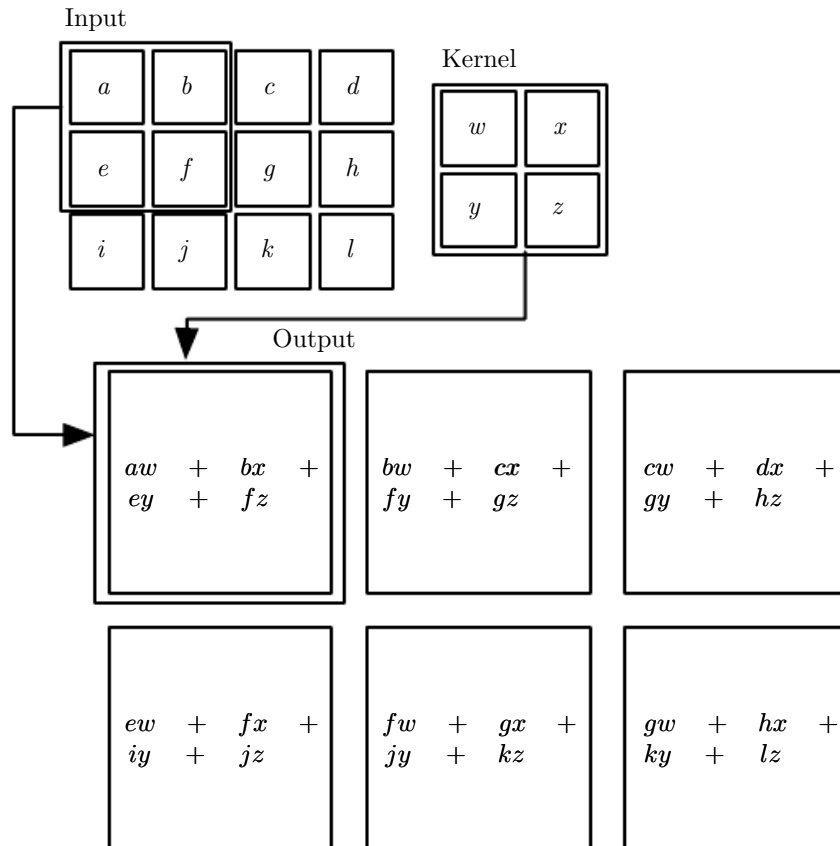 Input
Kernel
a b c d
w x
e f g h
y z
i j k l
Output
aw + bx +
ey + fz
bw + cx +
fy + gz
cw + dx +
gy + hz
ew + fx +
iy + jz
fw + gx +
jy + kz
gw + hx +
ky + lz